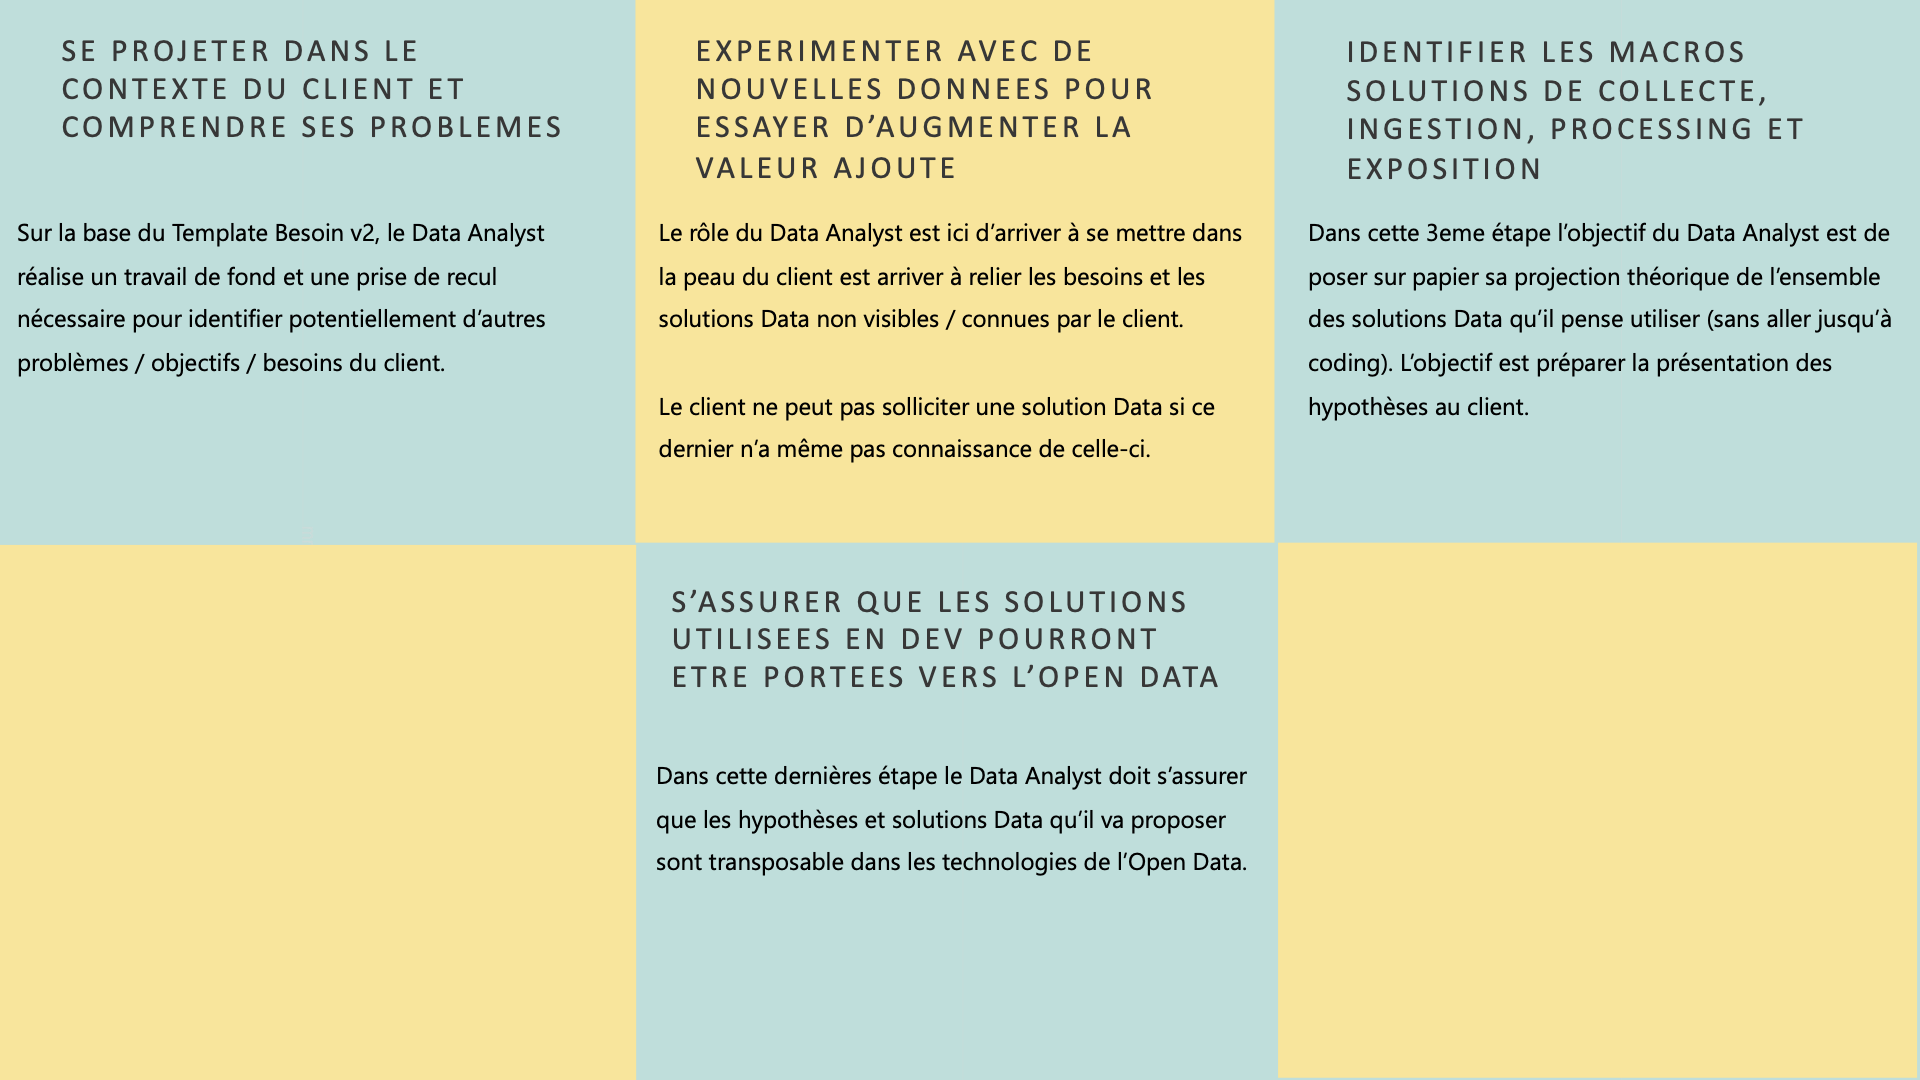 SE PROJETER DANS LE
CONTEXTE DU CLIENT ET
COMPRENDRE SES PROBLEMES
Sur la base du Template Besoin v2, le Data Analyst
réalise un travail de fond et une prise de recul
nécessaire pour identifier potentiellement d’autres
problèmes / objectifs / besoins du client.
EXPERIMENTER AVEC DE
NOUVELLES DONNEES POUR
ESSAYER D’AUGMENTER LA
VALEUR AJOUTE
Le rôle du Data Analyst est ici d’arriver à se mettre dans
la peau du client est arriver à relier les besoins et les
solutions Data non visibles / connues par le client.
Le client ne peut pas solliciter une solution Data si ce
dernier n’a même pas connaissance de celle-ci.
IDENTIFIER LES MACROS
SOLUTIONS DE COLLECTE,
INGESTION, PROCESSING ET
EXPOSITION
Dans cette 3eme étape l’objectif du Data Analyst est de
poser sur papier sa projection théorique de l’ensemble
des solutions Data qu’il pense utiliser (sans aller jusqu’à
coding). L’objectif est préparer la présentation des
hypothèses au client.
S’ASSURER QUE LES SOLUTIONS
UTILISEES EN DEV POURRONT
ETRE PORTEES VERS L’OPEN DATA
Dans cette dernières étape le Data Analyst doit s’assurer
que les hypothèses et solutions Data qu’il va proposer
sont transposable dans les technologies de l’Open Data.